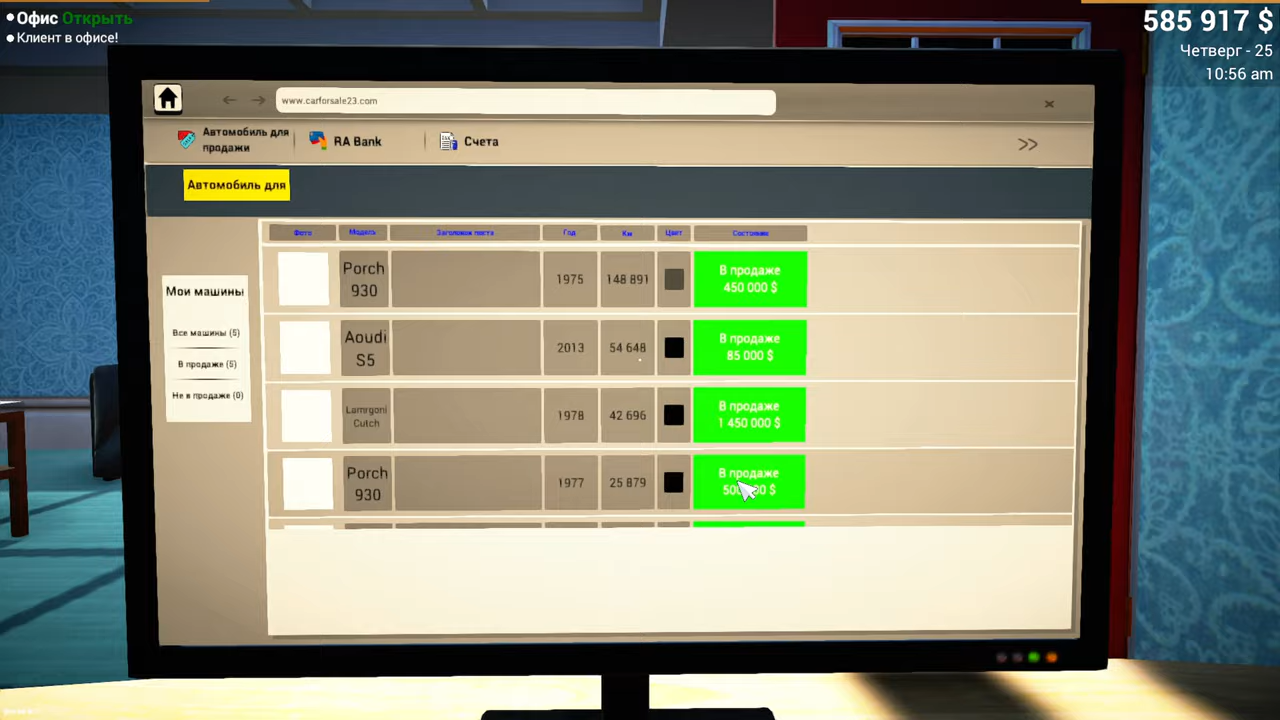 Офис Открыть
Клиент в офисе!
585 917 $
Четверг - 25
10:56 am
www.carforsale23.com
Автомобиль для
продажи
RA Bank
Счета
>>
Автомобиль для
Фото Модель Заголовок поста Год Км Цвет Состояние
Мои машины
Все машины (5)
В продаже (5)
Не в продаже (0)
Porch
930
1975
148 891
В продаже
450 000 $
Aoudi
S5
2013
54 648
В продаже
85 000 $
Lamrgoni
Cutch
1978
42 696
В продаже
1 450 000 $
Porch
930
1977
25 879
В продаже